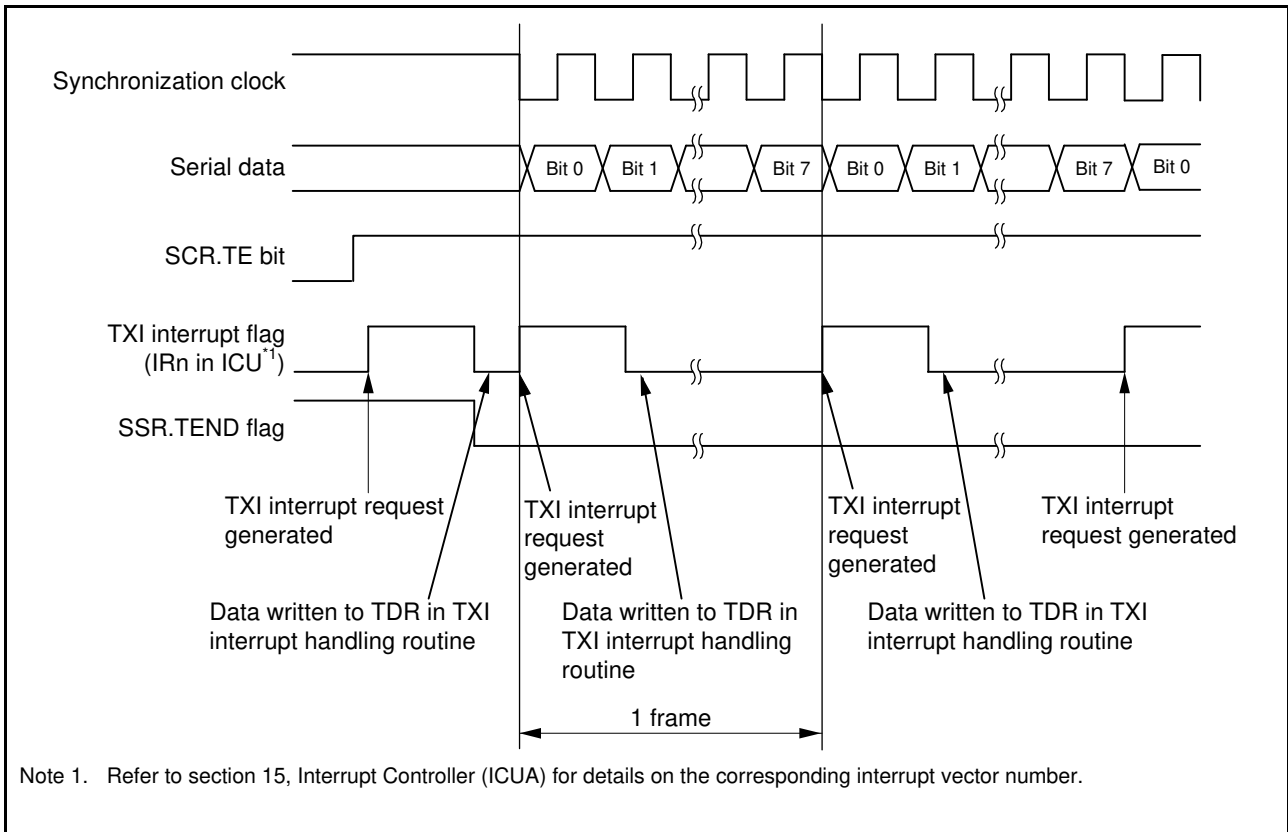 Synchronization clock
Serial data
Bit 0 Bit 1 Bit 7 Bit 0 Bit 1 Bit 7 Bit 0
SCR.TE bit
TXI interrupt flag
(IRn in ICU*1)
SSR.TEND flag
TXI interrupt request
generated
TXI interrupt
request
generated
TXI interrupt
request
generated
TXI interrupt
request generated
Data written to TDR in TXI
interrupt handling routine
Data written to TDR in
TXI interrupt handling
routine
Data written to TDR in TXI
interrupt handling routine
1 frame
Note 1. Refer to section 15, Interrupt Controller (ICUA) for details on the corresponding interrupt vector number.